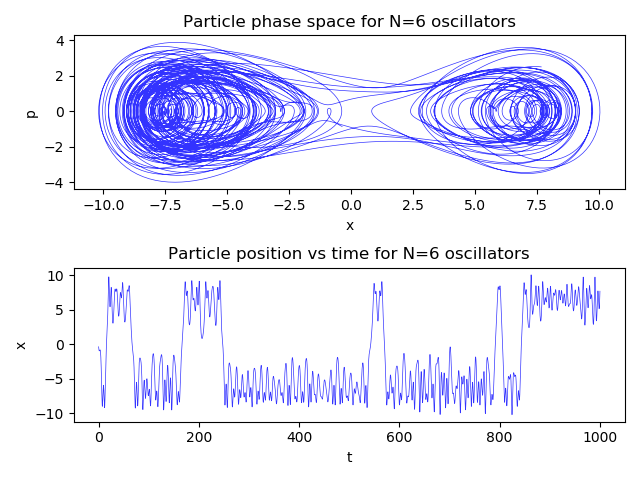 Particle phase space for N=6 oscillators
4
2
0
−2
−4
p
−10.0 −7.5 −5.0 −2.5 0.0 2.5 5.0 7.5 10.0
x
Particle position vs time for N=6 oscillators
10
5
0
−5
−10
x
0 200 400 600 800 1000
t